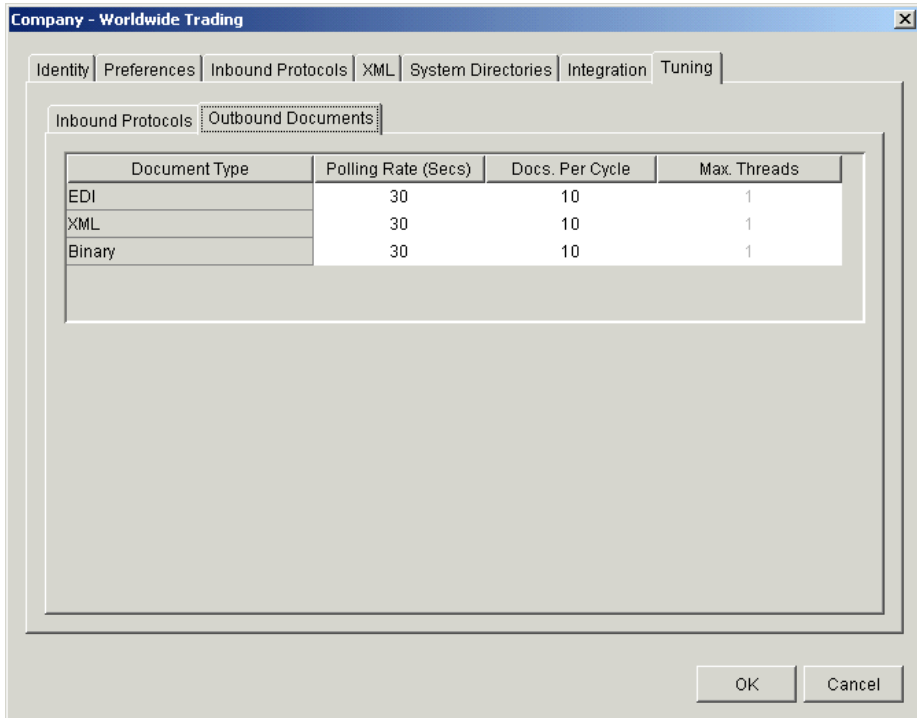 Company - Worldwide Trading
Identity Preferences Inbound Protocols XML System Directories Integration Tuning
Inbound Protocols Outbound Documents
Document Type Polling Rate (Secs) Docs. Per Cycle Max. Threads
EDI 30 10 1
XML 30 10 1
Binary 30 10 1
OK Cancel